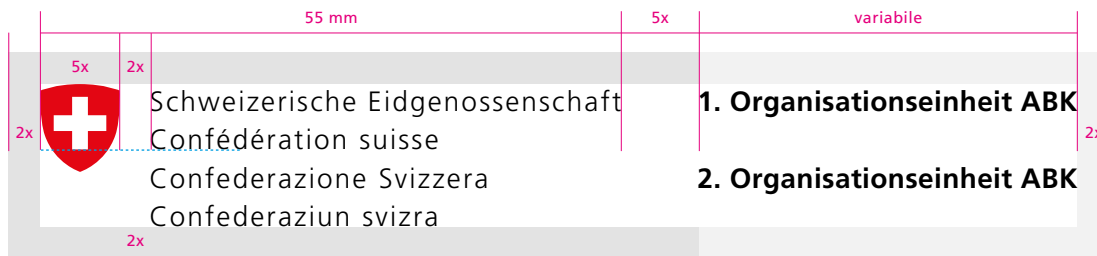 55 mm 5x variabile
5x 2x
Schweizerische Eidgenossenschaft 1. Organisationseinheit ABK
2x 2x
Confédération suisse
Confederazione Svizzera 2. Organisationseinheit ABK
Confederaziun svizra
2x